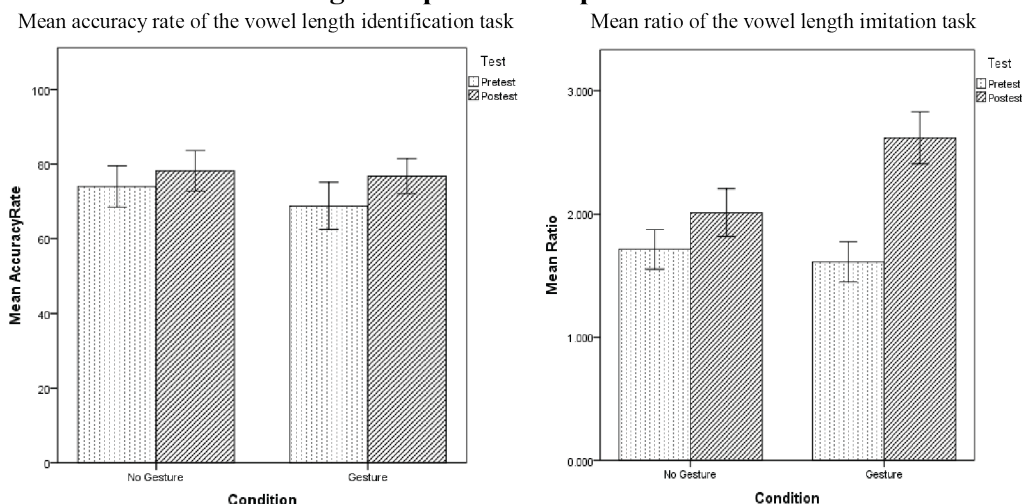 Mean accuracy rate of the vowel length identification task
Test
Pretest
Postest
100
80
60
40
20
0
Mean AccuracyRate
No Gesture
Gesture
Condition
Mean ratio of the vowel length imitation task
Test
Pretest
Postest
3.000
2.000
1.000
0.000
Mean Ratio
No Gesture
Gesture
Condition